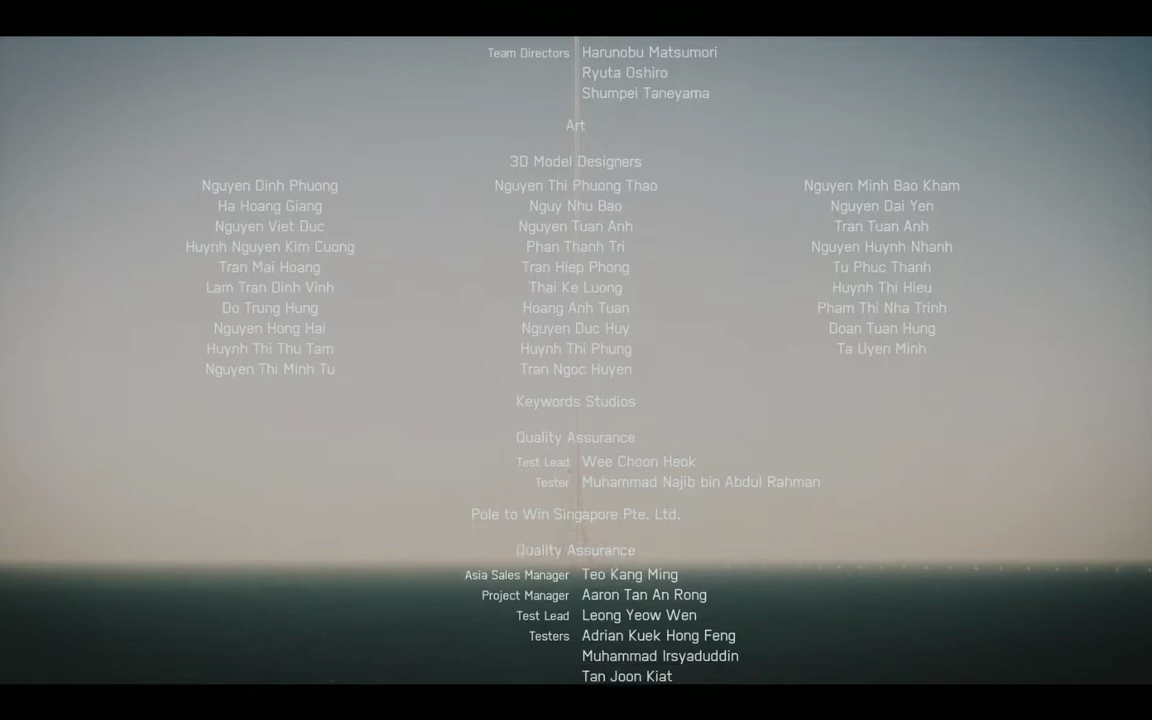 Team Directors Harunobu Matsumori
Ryuta Oshiro
Shumpei Taneyama
Art
3D Model Designers
Nguyen Dinh Phuong Nguyen Thi Phuong Thao Nguyen Minh Bao Kham
Ha Hoang Giang Nguy Nhu Bao Nguyen Dai Yen
Nguyen Viet Duc Nguyen Tuan Anh Tran Tuan Anh
Huynh Nguyen Kim Cuong Phan Thanh Tri Nguyen Huynh Nhanh
Tran Mai Hoang Tran Hiep Phong Tu Phuc Thanh
Lam Tran Dinh Vinh Thai Ke Luong Huynh Thi Hieu
Do Trung Hung Hoang Anh Tuan Pham Thi Nha Trinh
Nguyen Hong Hai Nguyen Duc Huy Doan Tuan Hung
Huynh Thi Thu Tam Huynh Thi Phung Ta Uyen Minh
Nguyen Thi Minh Tu Tran Ngoc Huyen
Keywords Studios
Quality Assurance
Test Lead Wee Choon Heok
Tester Muhammad Najib bin Abdul Rahman
Pole to Win Singapore Pte. Ltd.
Quality Assurance
Asia Sales Manager Teo Kang Ming
Project Manager Aaron Tan An Rong
Test Lead Leong Yeow Wen
Testers Adrian Kuek Hong Feng
Muhammad Irsyaduddin
Tan Joon Kiat